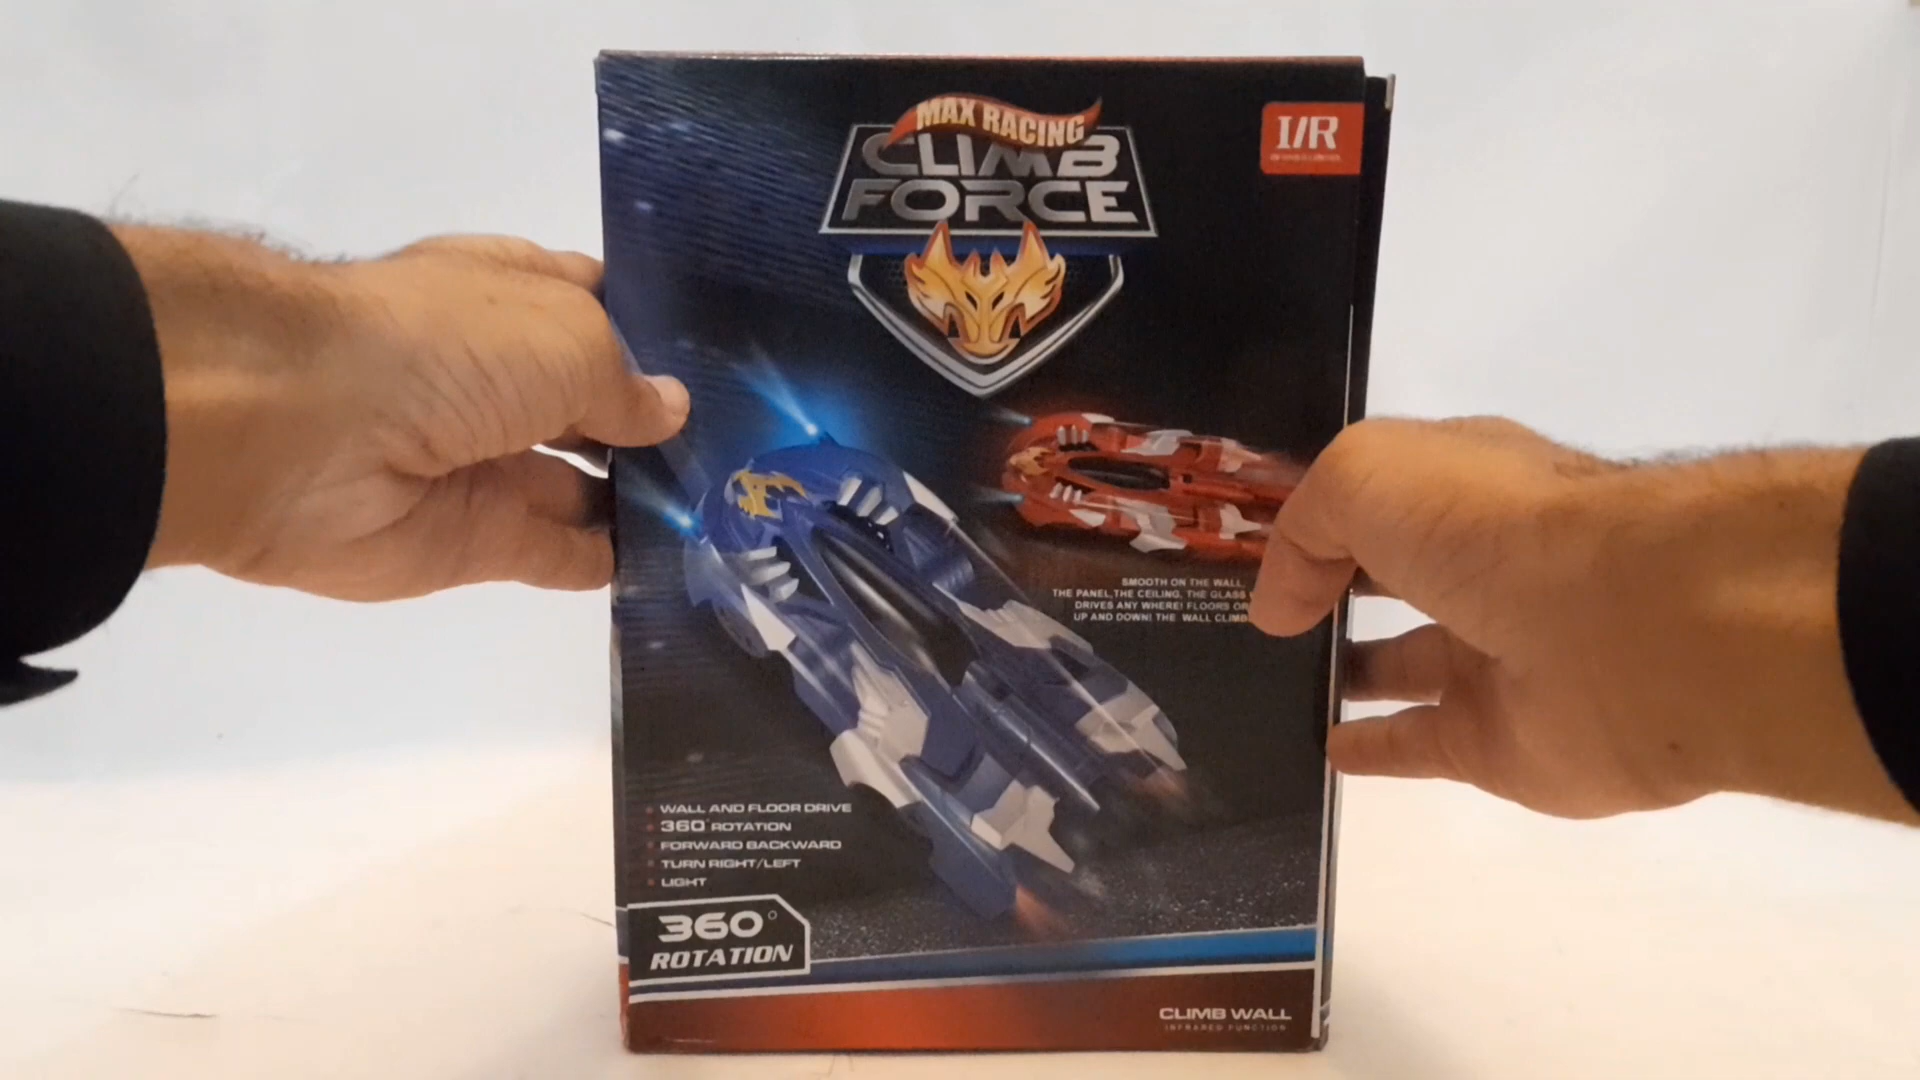 MAX RACING
CLIMB
FORCE
I/R
SMOOTH ON THE WALL,
THE PANEL,THE CEILING, THE GLASS
DRIVES ANY WHERE! FLOORS OR
UP AND DOWN! THE WALL CLIMB
WALL AND FLOOR DRIVE
360° ROTATION
FORWARD BACKWARD
TURN RIGHT/LEFT
LIGHT
360°
ROTATION
CLIMB WALL
INFRARED FUNCTION